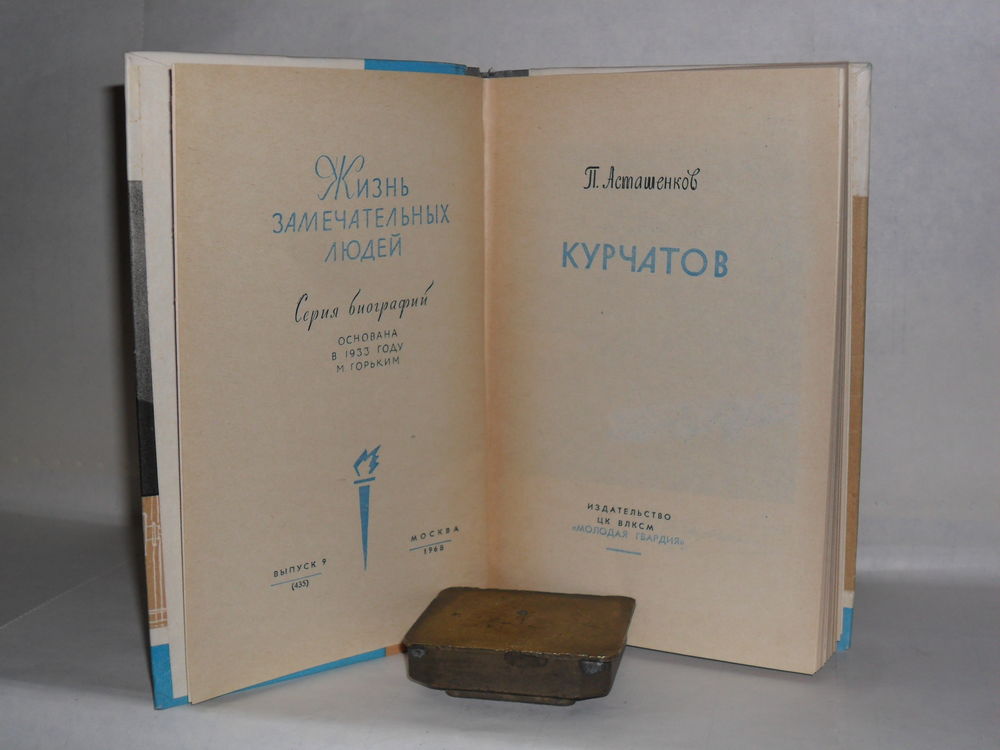 Жизнь
ЗАМЕЧАТЕЛЬНЫХ
ЛЮДЕЙ
Серия биографий
ОСНОВАНА
В 1933 ГОДУ
М. ГОРЬКИМ
ВЫПУСК 9
(435)
МОСКВА
1968
П. Асташенков
КУРЧАТОВ
ИЗДАТЕЛЬСТВО
ЦК ВЛКСМ
«МОЛОДАЯ ГВАРДИЯ»